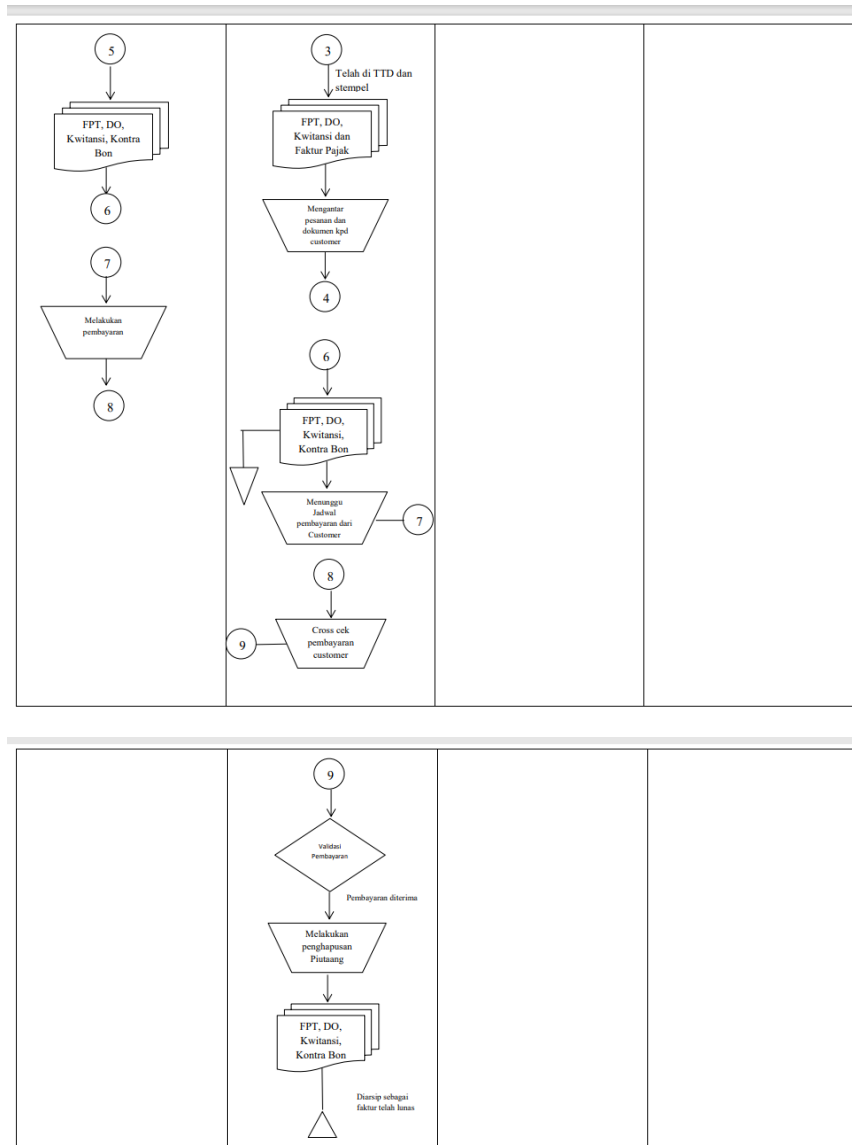 5
FPT, DO,
Kwitansi, Kontra
Bon
6
7
Melakukan
pembayaran
8
3
Telah di TTD dan
stempel
FPT, DO,
Kwitansi dan
Faktur Pajak
Mengantar
pesanan dan
dokumen kpd
customer
4
6
FPT, DO,
Kwitansi,
Kontra Bon
Menunggu
Jadwal
pembayaran dari
Customer
7
8
Cross cek
pembayaran
customer
9
9
Validasi
Pembayaran
Pembayaran diterima
Melakukan
penghapusan
Piutaang
FPT, DO,
Kwitansi,
Kontra Bon
Diarsip sebagai
faktur telah lunas